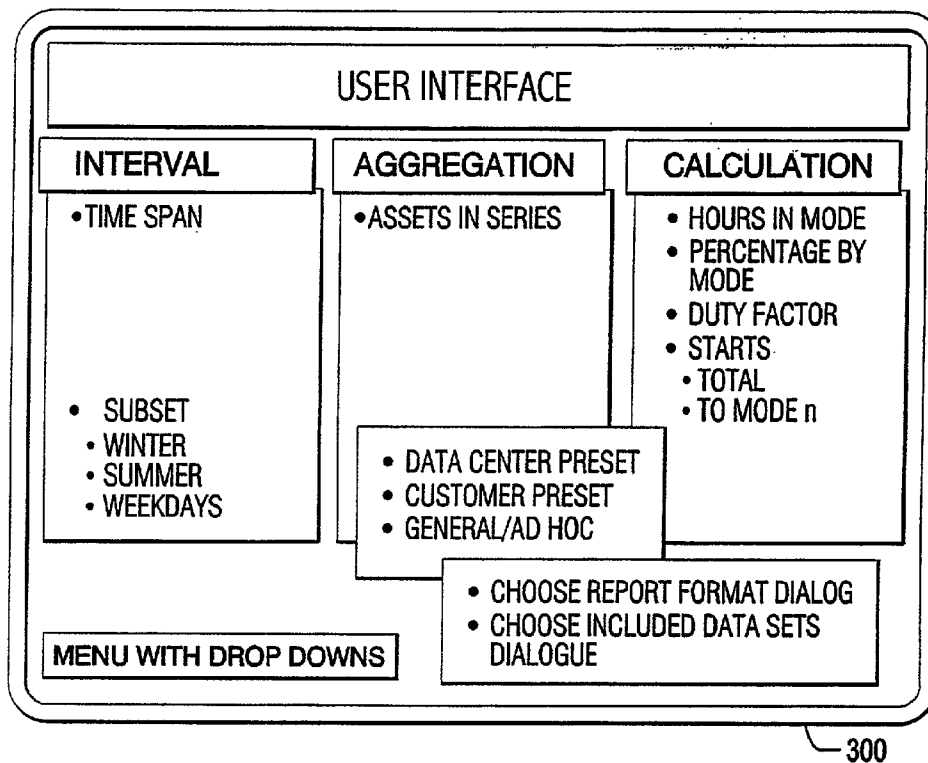 USER INTERFACE
INTERVAL
•TIME SPAN
• SUBSET
• WINTER
• SUMMER
• WEEKDAYS
AGGREGATION
•ASSETS IN SERIES
• DATA CENTER PRESET
• CUSTOMER PRESET
• GENERAL/AD HOC
CALCULATION
• HOURS IN MODE
• PERCENTAGE BY
MODE
• DUTY FACTOR
• STARTS
• TOTAL
• TO MODE n
• CHOOSE REPORT FORMAT DIALOG
• CHOOSE INCLUDED DATA SETS
DIALOGUE
MENU WITH DROP DOWNS
300